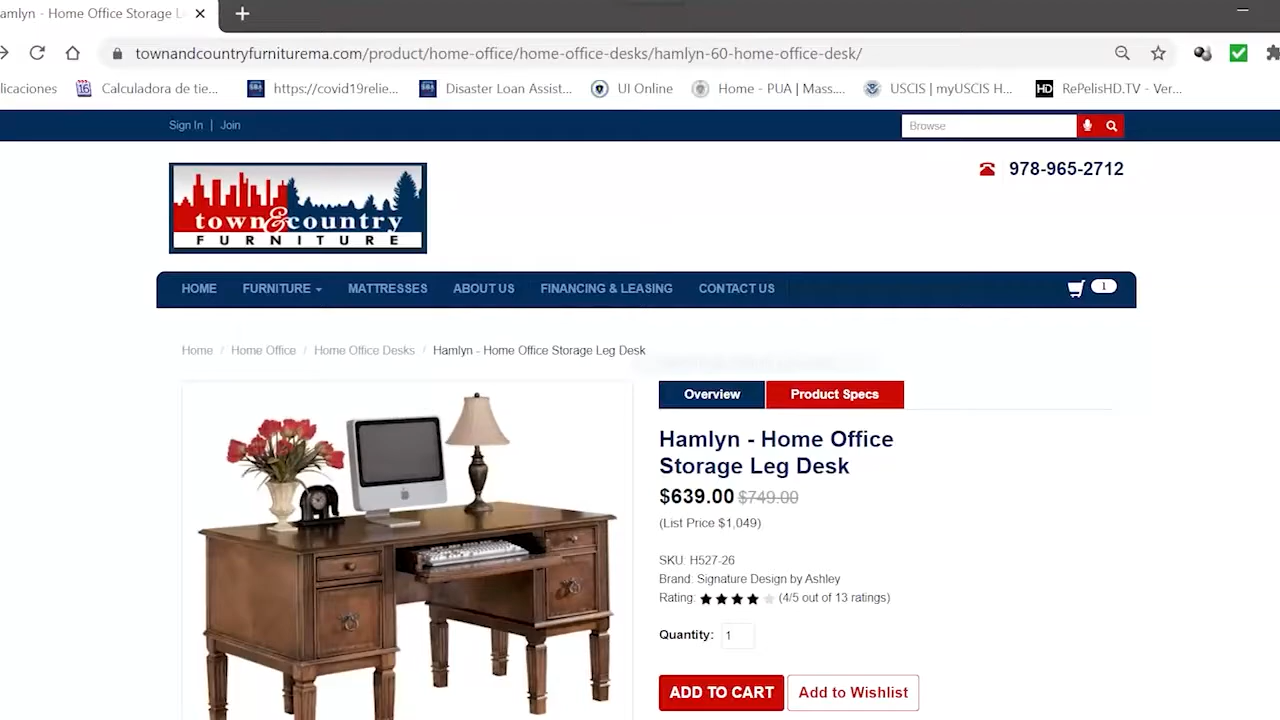 amlyn - Home Office Storage L
townandcountryfurniturema.com/product/home-office/home-office-desks/hamlyn-60-home-office-desk/
licaciones 16 Calculadora de tie... SBA https://covid19relie... SBA Disaster Loan Assist... UI Online Home - PUA | Mass.... USCIS | myUSCIS H... HD RePelisHD.TV - Ver...
Sign In | Join Browse
978-965-2712
town & country
FURNITURE
HOME FURNITURE MATTRESSES ABOUT US FINANCING & LEASING CONTACT US 1
Home / Home Office / Home Office Desks / Hamlyn - Home Office Storage Leg Desk
Overview Product Specs
Hamlyn - Home Office
Storage Leg Desk
$639.00 $749.00
(List Price $1,049)
SKU: H527-26
Brand: Signature Design by Ashley
Rating: (4/5 out of 13 ratings)
Quantity: 1
ADD TO CART Add to Wishlist